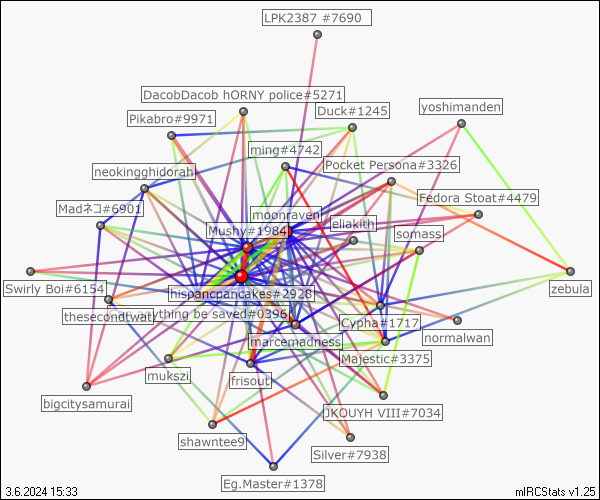 LPK2387 #7690
DacobDacob hORNY police#5271
Duck#1245
yoshimanden
Pikabro#9971
ming#4742
Pocket Persona#3326
neokingghidorah
Fedora Stoat#4479
Madネコ#6901
moonraven
eliakith
Mushy#1984
somass
Swirly Boi#6154
hispancpancakes#2928
zebula
thesecondtwat
ything be saved#0396
Cypha#1717
normalwan
marcemadness
Majestic#3375
mukszi
frisout
bigcitysamurai
JKOUYH VIII#7034
shawntee9
Silver#7938
Eg.Master#1378
3.6.2024 15:33
mIRCStats v1.25